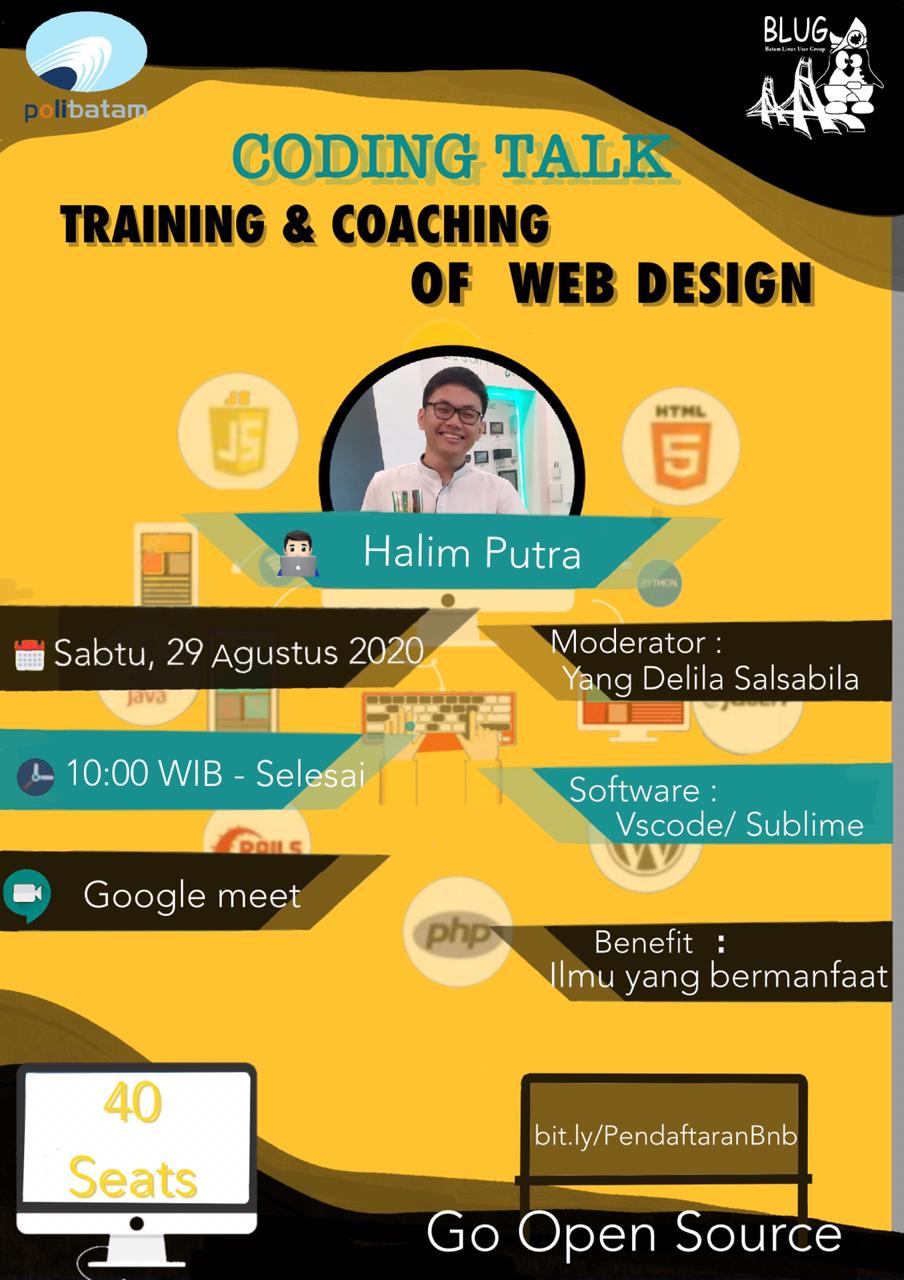 polibatam
BLUG
Batam Linux User Group
CODING TALK
TRAINING & COACHING
OF WEB DESIGN
JS
JS
HTML
5
Halim Putra
PYTHON
Sabtu, 29 Agustus 2020
Moderator :
Yang Delila Salsabila
Java
jQuery
10:00 WIB - Selesai
Software :
Vscode/ Sublime
RAILS
W
Google meet
php
Benefit :
Ilmu yang bermanfaat
40
Seats
bit.ly/PendaftaranBnb
Go Open Source